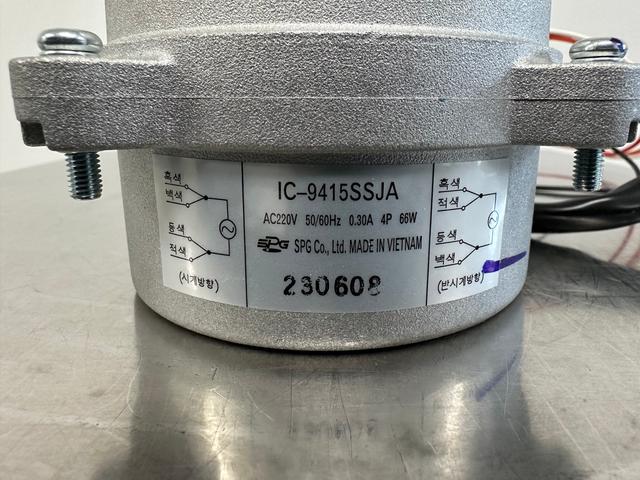 흑색
백색
등색
적색
(시계방향)
IC-9415SSJA
AC220V 50/60Hz 0.30A 4P 66W
SPG SPG Co., Ltd. MADE IN VIETNAM
230608
흑색
적색
등색
백색
(반시계방향)